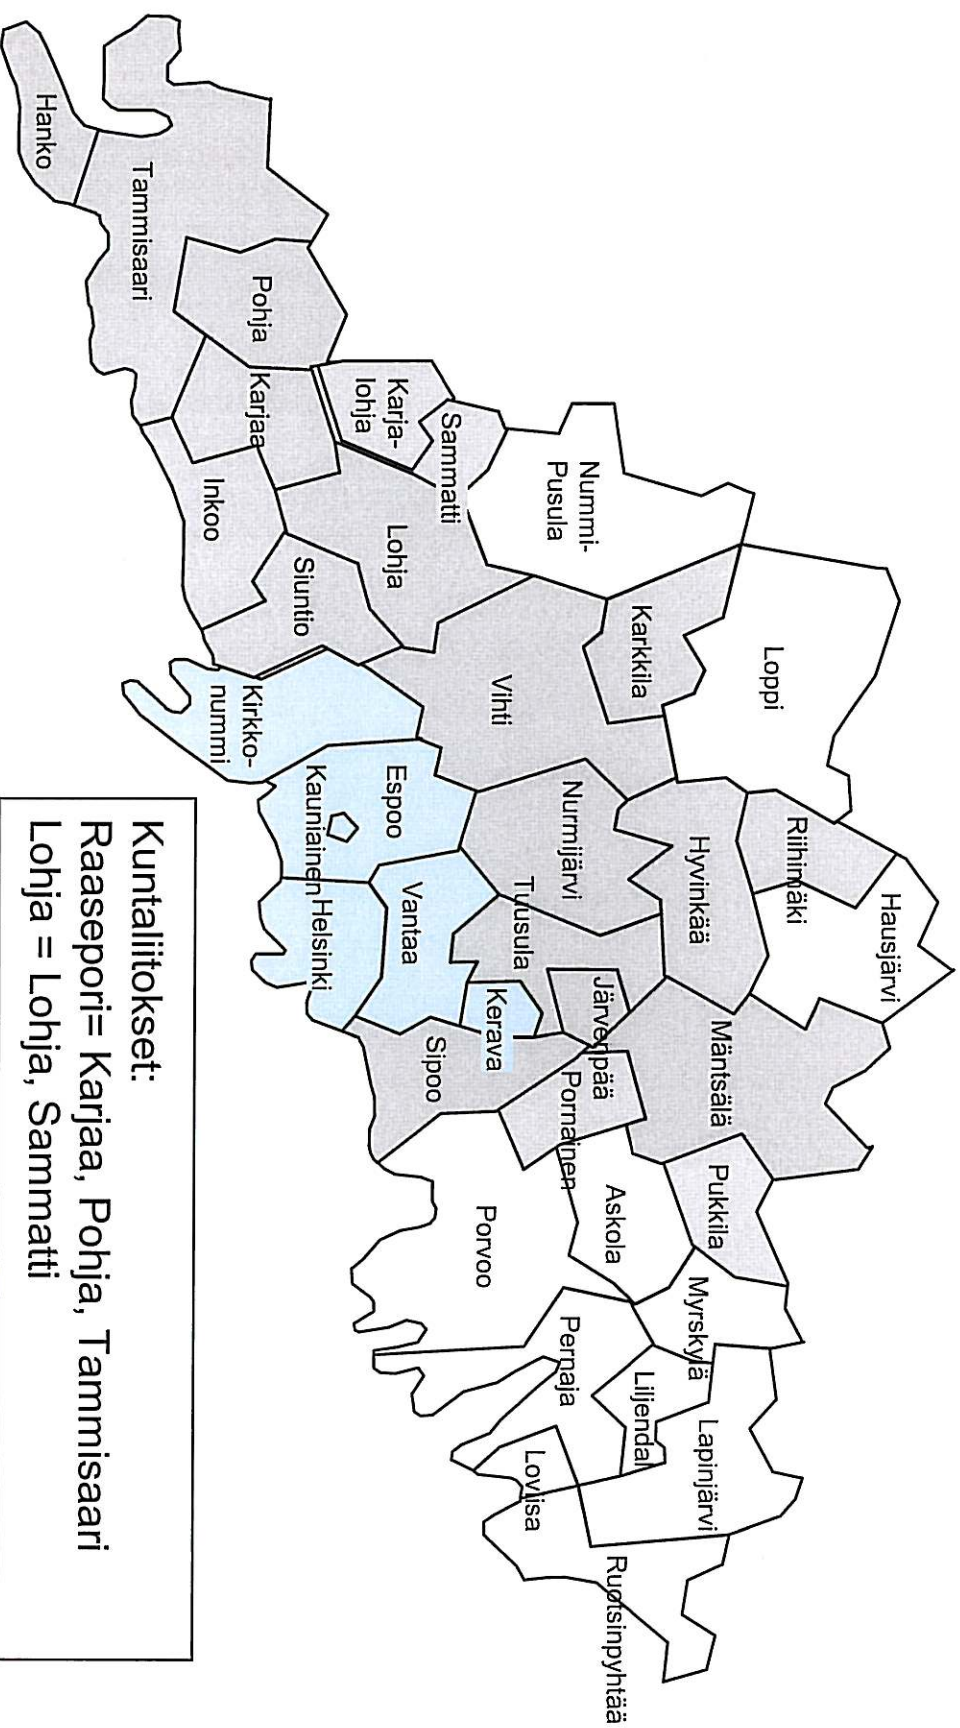 Hanko
Tammisaari
Pohja
Karjaa
Karja-
lohja
Sammatti
Nummi-
Pusula
Inkoo
Lohja
Siuntio
Karkkila
Loppi
Vihti
Kirkko-
nummi
Espoo
Kauniainen
Nurmijärvi
Hyvinkää
Riihimäki
Hausjärvi
Vantaa
Helsinki
Tuusula
Kerava
Järvenpää
Mäntsälä
Sipoo
Pornainen
Pukkila
Askola
Porvoo
Myrskylä
Pernaja
Liljendal
Lapinjärvi
Loviisa
Ruotsinpyhtää
Kuntaliitokset:
Raasepori= Karjaa, Pohja, Tammisaari
Lohja = Lohja, Sammatti